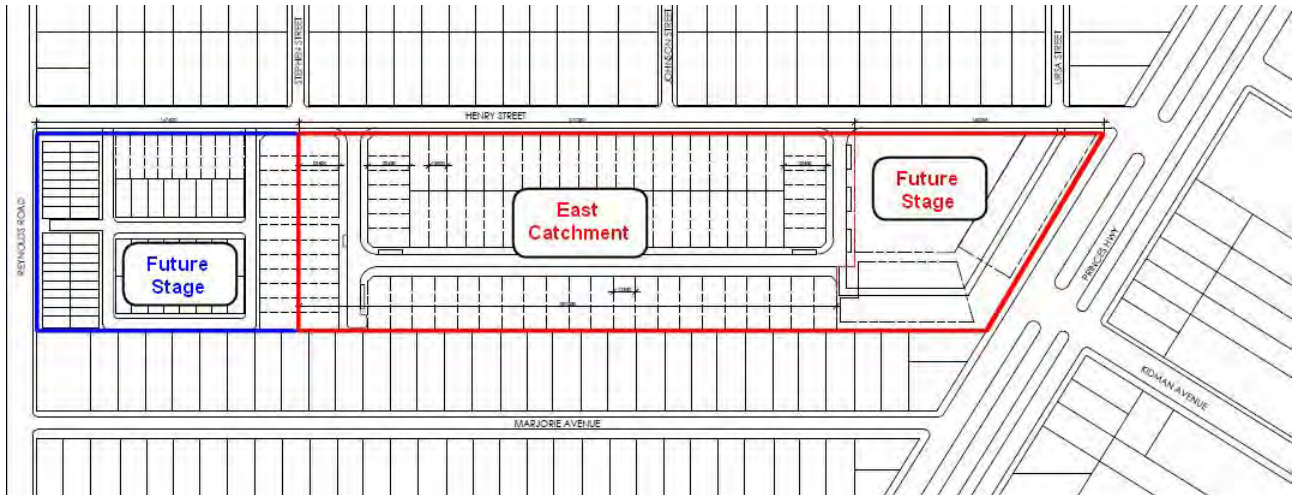 STEPHEN STREET
JOHNSON STREET
URSA STREET
HENRY STREET
REYNOLDS ROAD
East
Catchment
Future
Stage
Future
Stage
PRINCES HWY
KIDMAN AVENUE
MARJORIE AVENUE